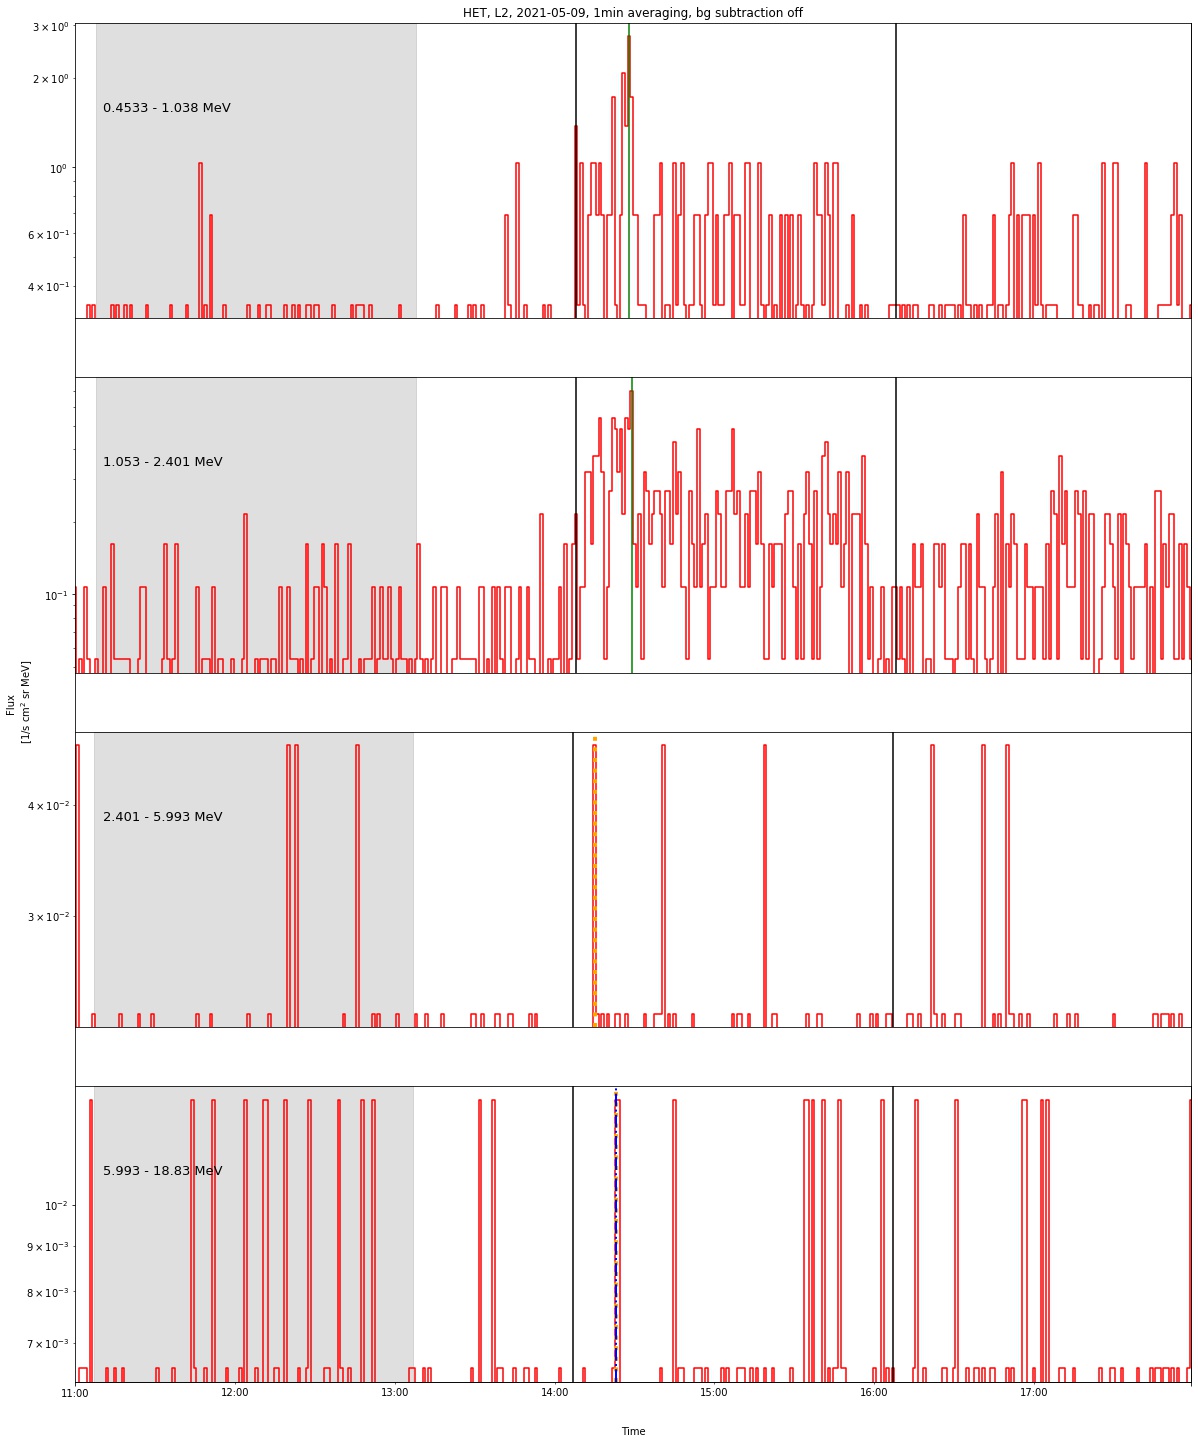 HET, L2, 2021-05-09, 1min averaging, bg subtraction off
3 × 10⁰
2 × 10⁰
0.4533 - 1.038 MeV
10⁰
6 × 10⁻¹
4 × 10⁻¹
1.053 - 2.401 MeV
10⁻¹
Flux
[1/s cm² sr MeV]
4 × 10⁻²
2.401 - 5.993 MeV
3 × 10⁻²
5.993 - 18.83 MeV
10⁻²
9 × 10⁻³
8 × 10⁻³
7 × 10⁻³
11:00 12:00 13:00 14:00 15:00 16:00 17:00
Time